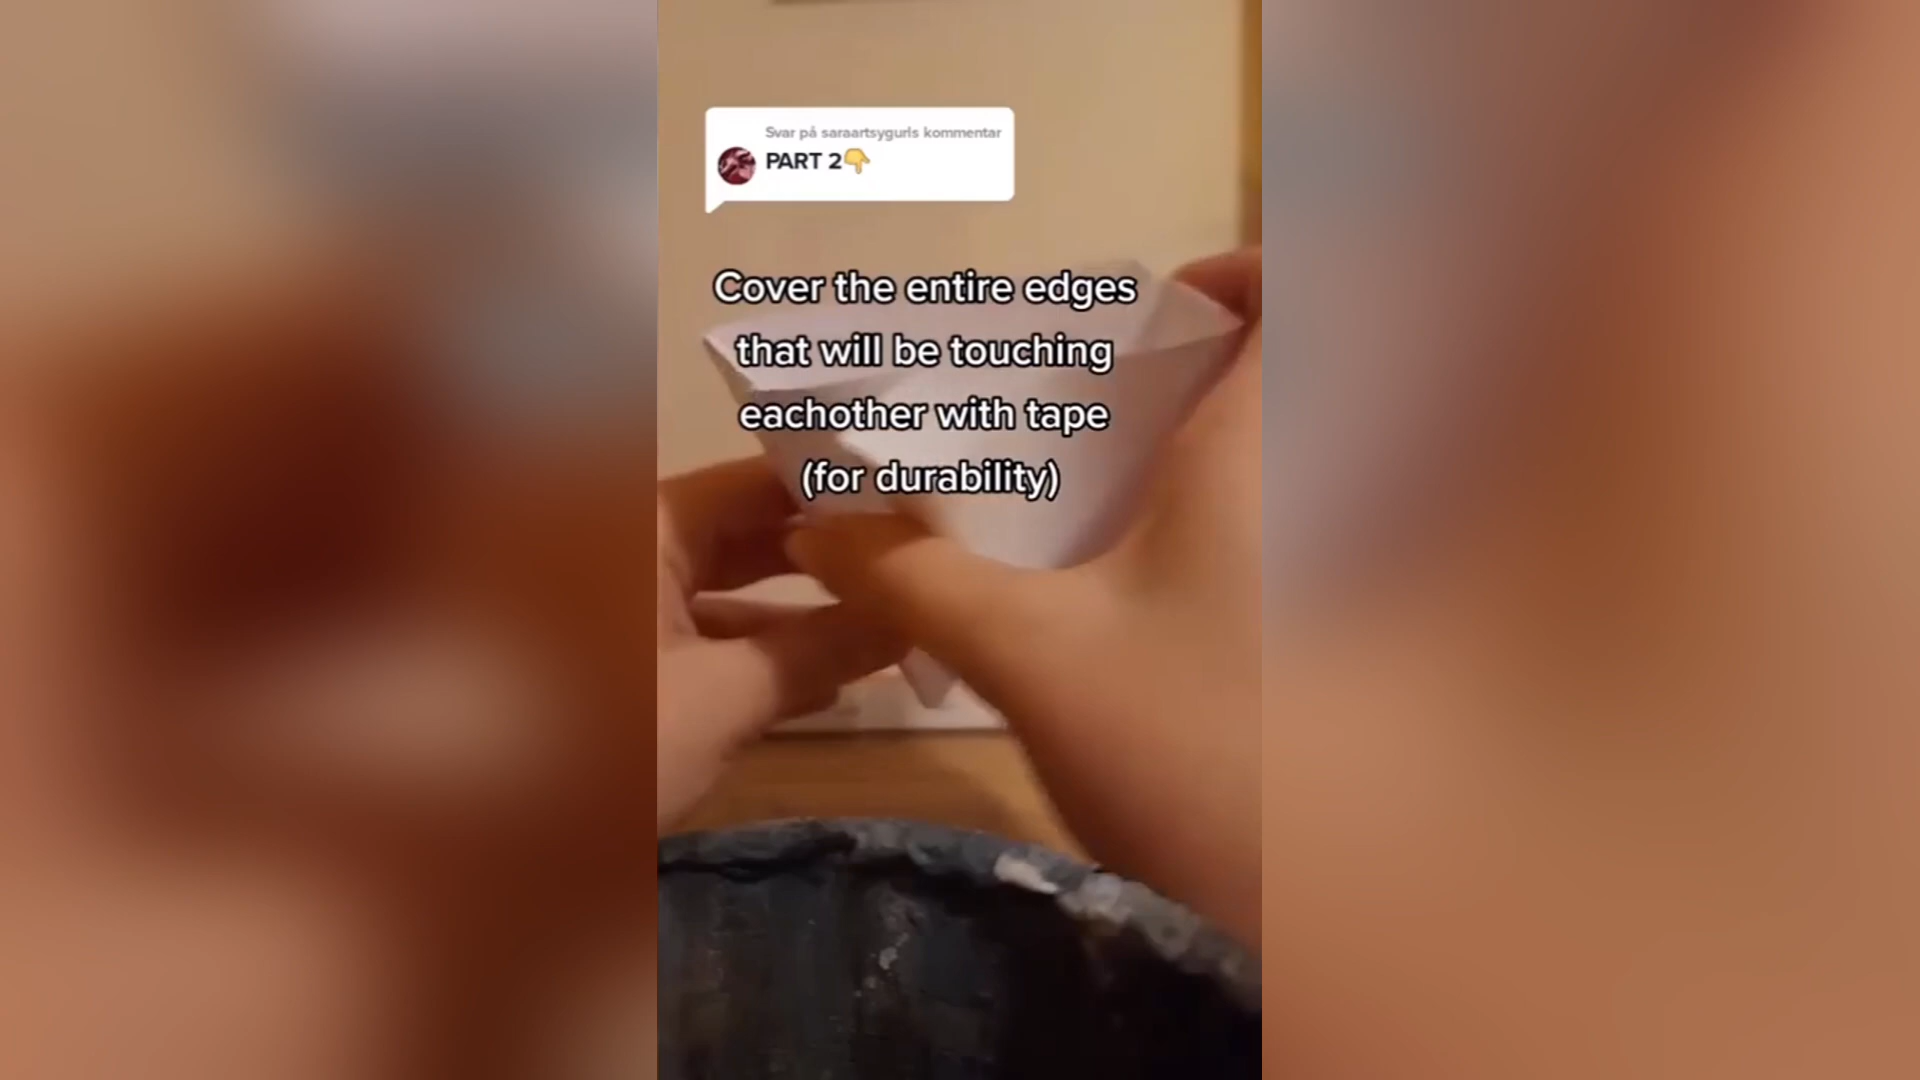 Svar på saraartsygurls kommentar
PART 2👇
Cover the entire edges
that will be touching
eachother with tape
(for durability)